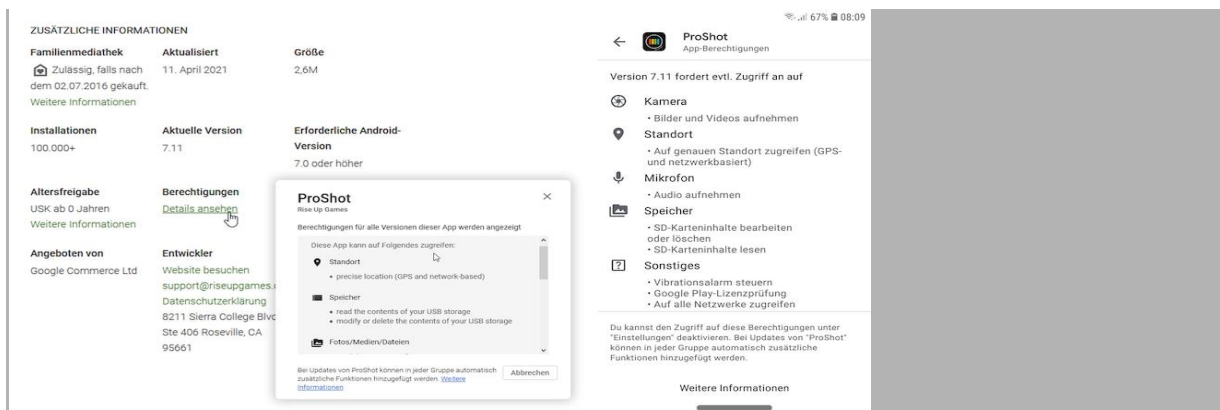 ZUSÄTZLICHE INFORMATIONEN
Familienmediathek
Zulässig, falls nach
dem 02.07.2016 gekauft.
Weitere Informationen
Aktualisiert
11. April 2021
Größe
2,6M
Installationen
100.000+
Aktuelle Version
7.11
Erforderliche Android-
Version
7.0 oder höher
Altersfreigabe
USK ab 0 Jahren
Weitere Informationen
Berechtigungen
Details ansehen
Angeboten von
Google Commerce Ltd
Entwickler
Website besuchen
support@riseupgames.
Datenschutzerklärung
8211 Sierra College Blvd
Ste 406 Roseville, CA
95661
ProShot
Rise Up Games
Berechtigungen für alle Versionen dieser App werden angezeigt
Diese App kann auf Folgendes zugreifen:
Standort
• precise location (GPS and network-based)
Speicher
• read the contents of your USB storage
• modify or delete the contents of your USB storage
Fotos/Medien/Dateien
Bei Updates von ProShot können in jeder Gruppe automatisch
zusätzliche Funktionen hinzugefügt werden. Weitere
Informationen
Abbrechen
67% 08:09
ProShot
App-Berechtigungen
Version 7.11 fordert evtl. Zugriff an auf
Kamera
• Bilder und Videos aufnehmen
Standort
• Auf genauen Standort zugreifen (GPS-
und netzwerkbasiert)
Mikrofon
• Audio aufnehmen
Speicher
• SD-Karteninhalte bearbeiten
oder löschen
• SD-Karteninhalte lesen
Sonstiges
• Vibrationsalarm steuern
• Google Play-Lizenzprüfung
• Auf alle Netzwerke zugreifen
Du kannst den Zugriff auf diese Berechtigungen unter
"Einstellungen" deaktivieren. Bei Updates von "ProShot"
können in jeder Gruppe automatisch zusätzliche
Funktionen hinzugefügt werden.
Weitere Informationen